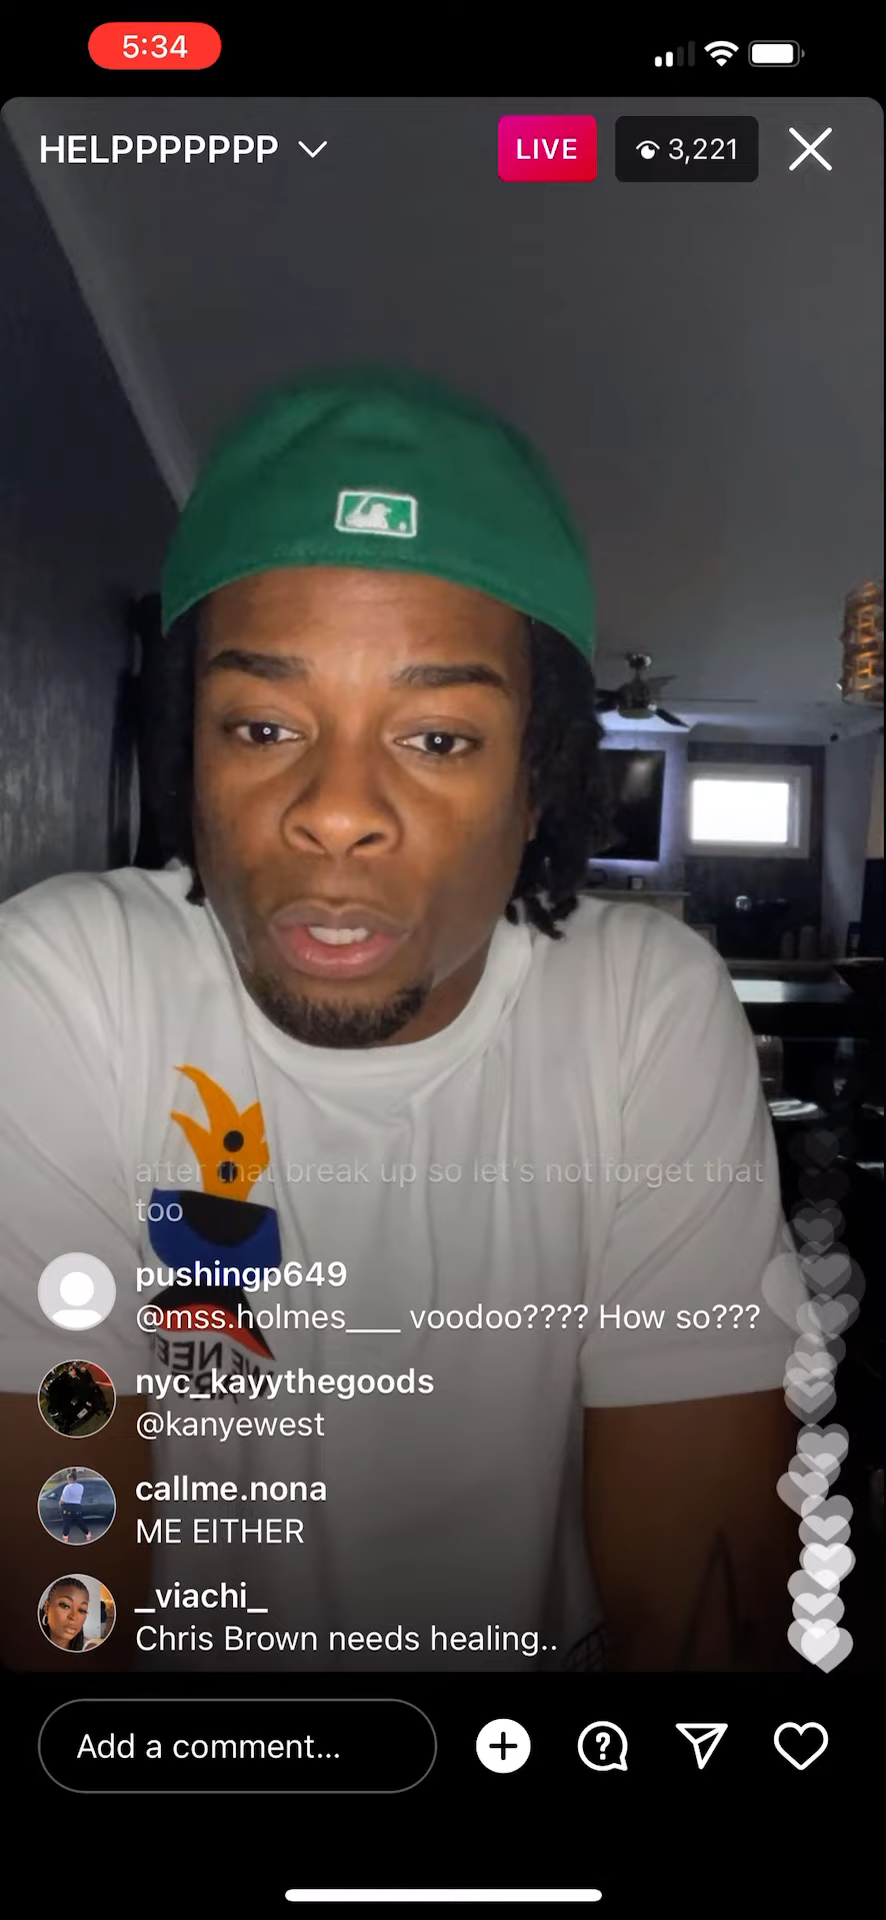 5:34
HELPPPPPPP
LIVE
3,221
after that break up so let's not forget that
too
pushingp649
@mss.holmes___ voodoo???? How so???
nyc_kayythegoods
@kanyewest
callme.nona
ME EITHER
_viachi_
Chris Brown needs healing..
Add a comment...